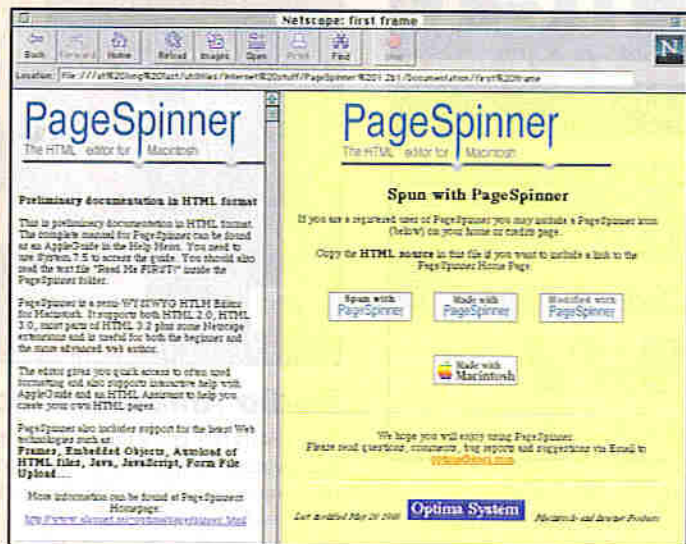 Netscape: first frame
Back Forward Home Reload Images Open Print Find Stop
N
Location:
PageSpinner
The HTML editor for Macintosh
Preliminary documentation in HTML format
This is preliminary documentation in HTML format.
The complete manual for PageSpinner can be found
as an AppleGuide in the Help Menu. You need to
use System 7.5 to access the guide. You should also
read the text file "Read Me FIRST!" inside the
PageSpinner folder.
PageSpinner is a semi-WYSIWYG HTLM Editor
for Macintosh. It supports both HTML 2.0, HTML
3.0, most parts of HTML 3.2 plus some Netscape
extensions and is useful for both the beginner and
the more advanced web author.
The editor gives you quick access to often used
formatting and also supports interactive help with
AppleGuide and an HTML Assistant to help you
create your own HTML pages.
PageSpinner also includes support for the latest Web
technologies such as:
Frames, Embedded Objects, Autoload of
HTML files, Java, JavaScript, Form File
Upload....
More information can be found at PageSpinners
Homepage:
PageSpinner
The HTML editor for Macintosh
Spun with PageSpinner
If you are a registered user of PageSpinner you may include a PageSpinner icon
(below) on your home or credits page.
Copy the HTML source in this file if you want to include a link to the
PageSpinner Home Page.
Spun with
PageSpinner
Made with
PageSpinner
Modified with
PageSpinner
Made with
Macintosh
We hope you will enjoy using PageSpinner.
Please send questions, comments, bug reports and suggestions via Email to
Last modified May 20 1996
Optima System
Macintosh and Internet Products